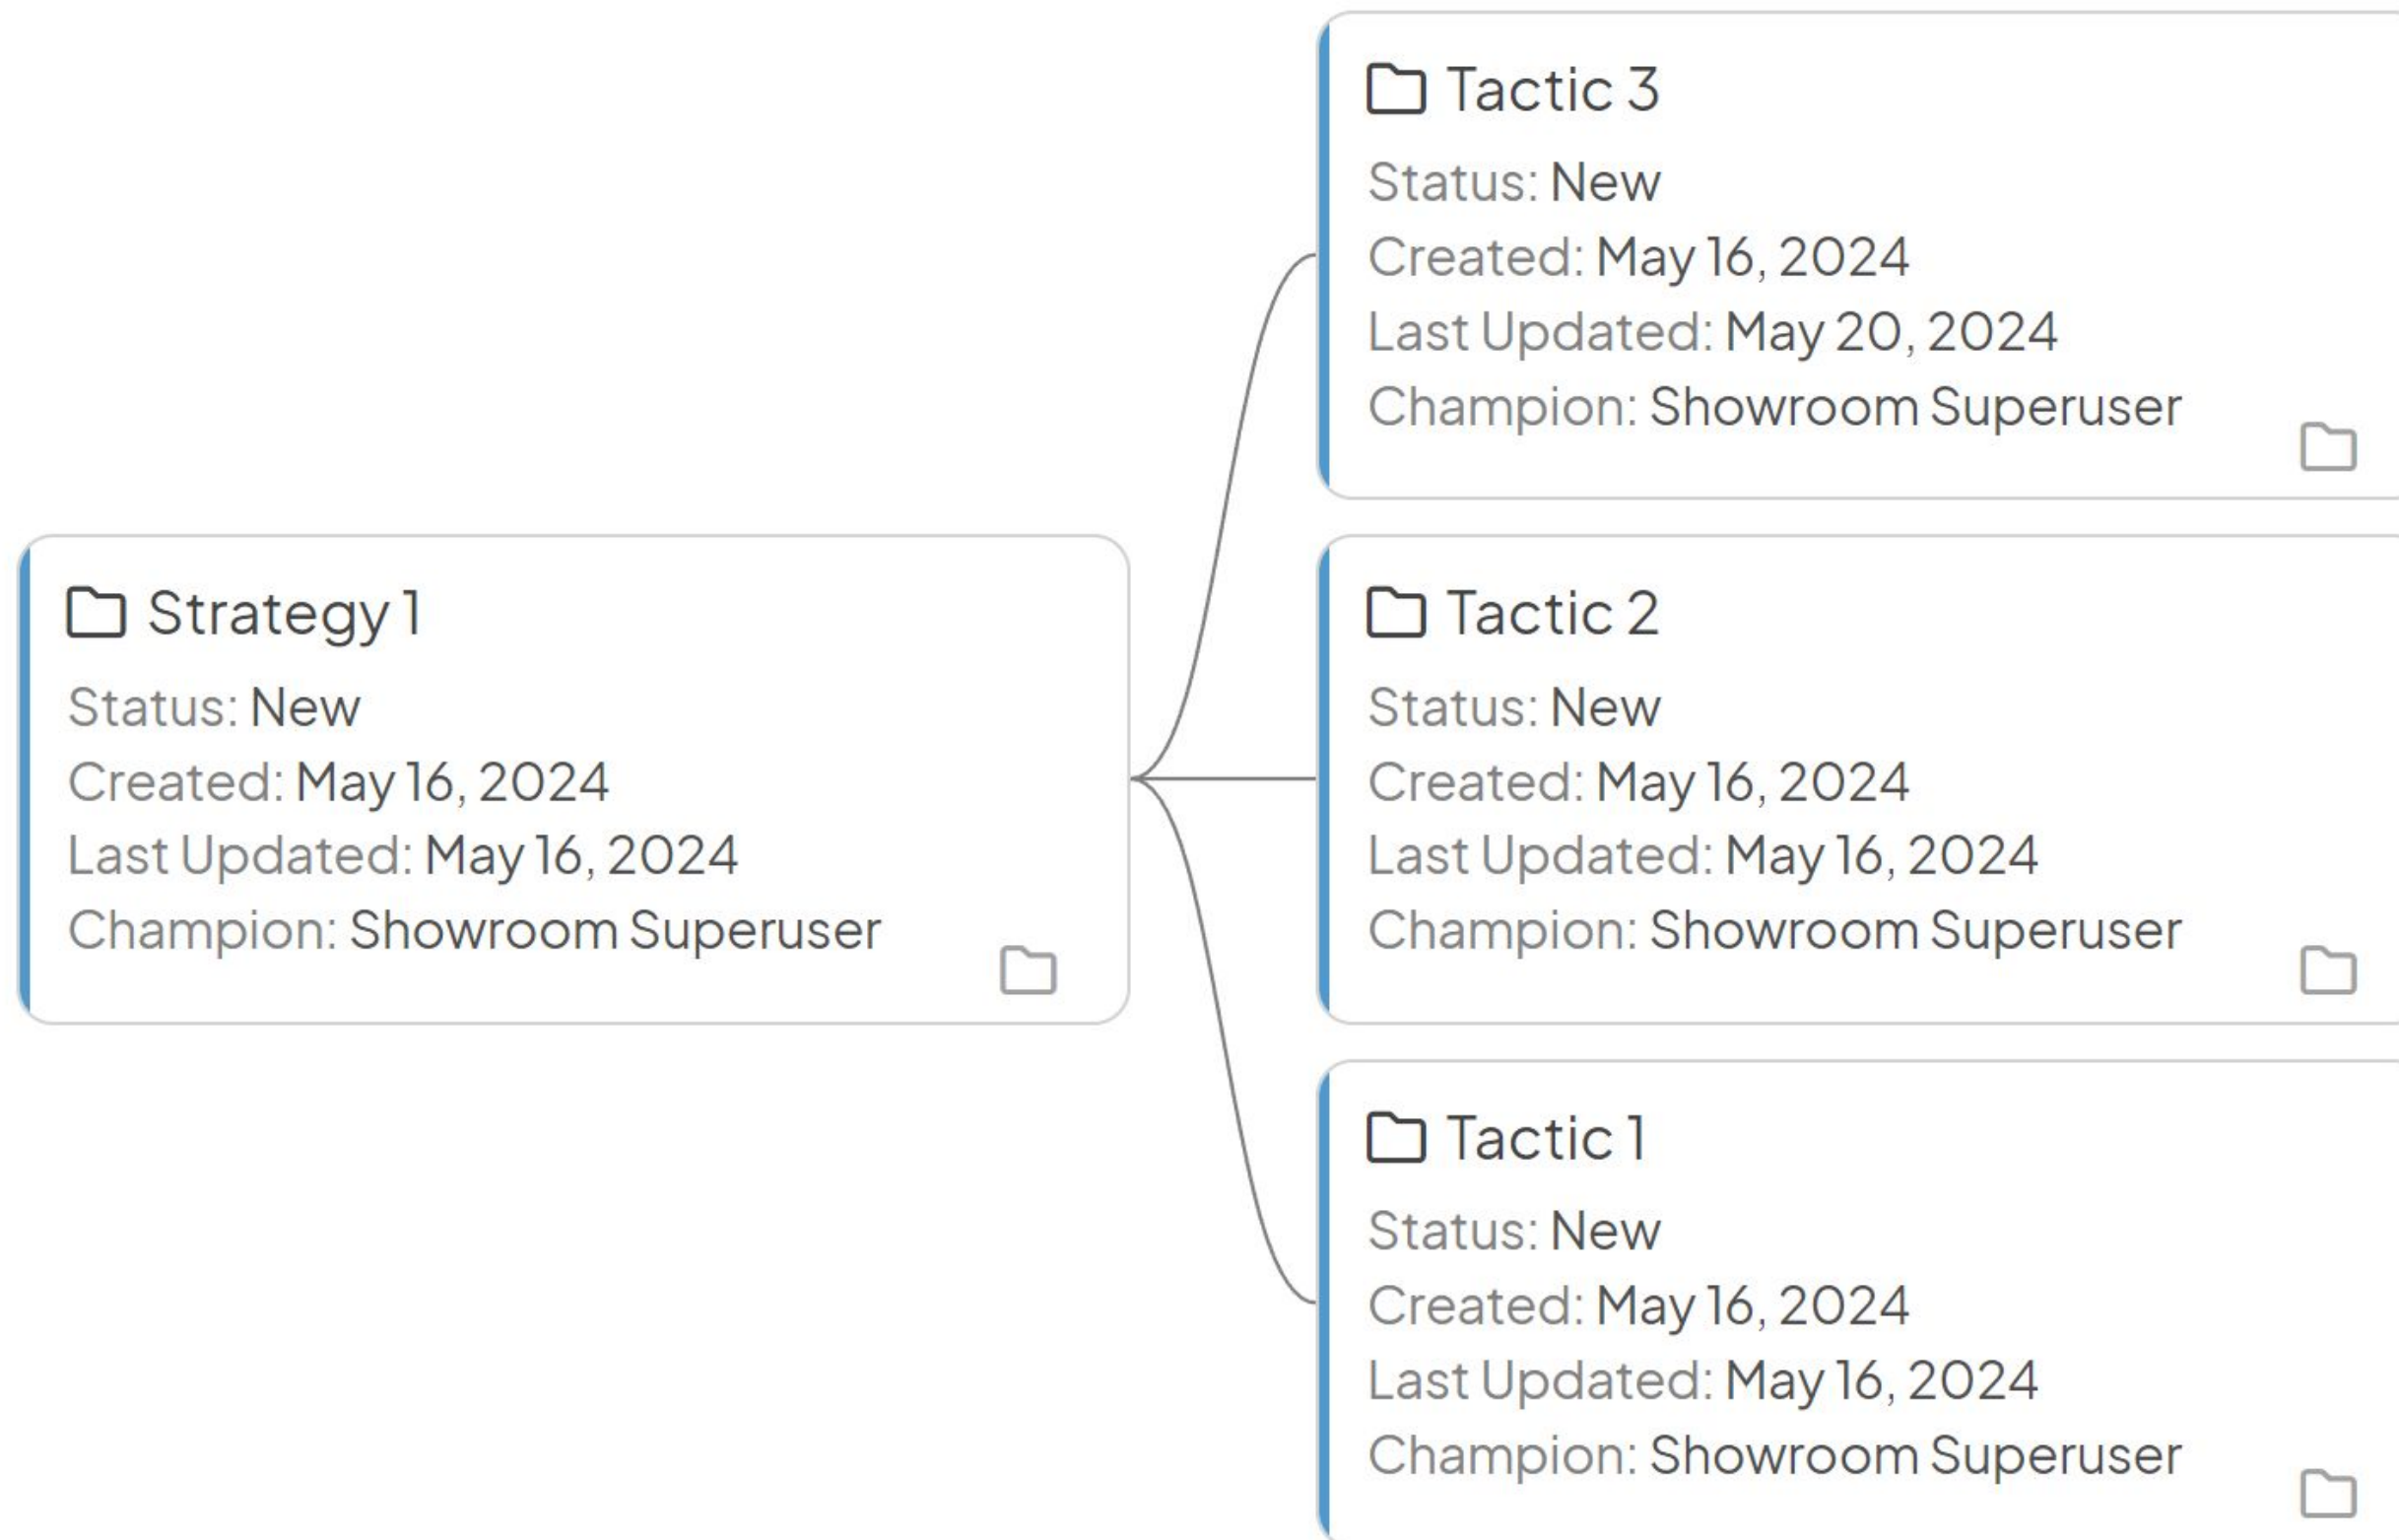 Tactic 3
Status: New
Created: May 16, 2024
Last Updated: May 20, 2024
Champion: Showroom Superuser
Strategy 1
Status: New
Created: May 16, 2024
Last Updated: May 16, 2024
Champion: Showroom Superuser
Tactic 2
Status: New
Created: May 16, 2024
Last Updated: May 16, 2024
Champion: Showroom Superuser
Tactic 1
Status: New
Created: May 16, 2024
Last Updated: May 16, 2024
Champion: Showroom Superuser